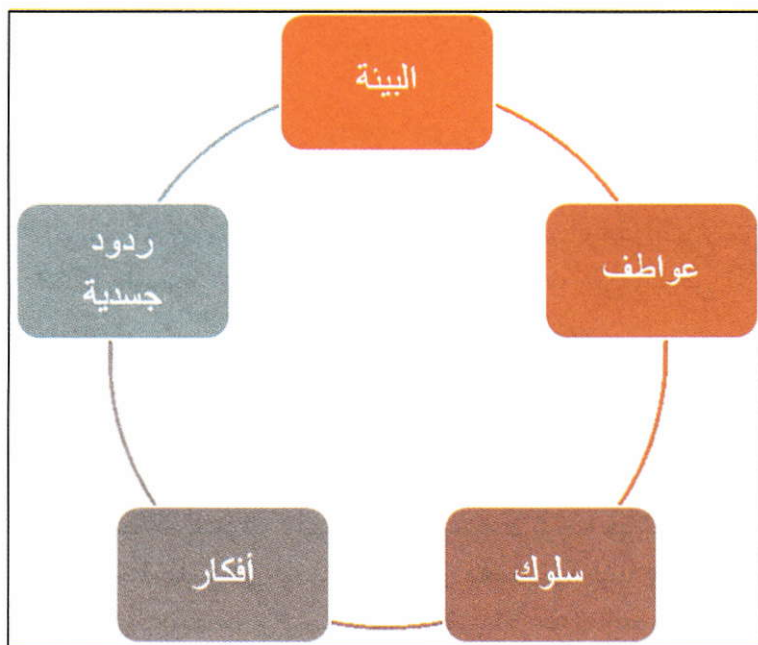 البيئة
عواطف
سلوك
أفكار
ردود
جسدية